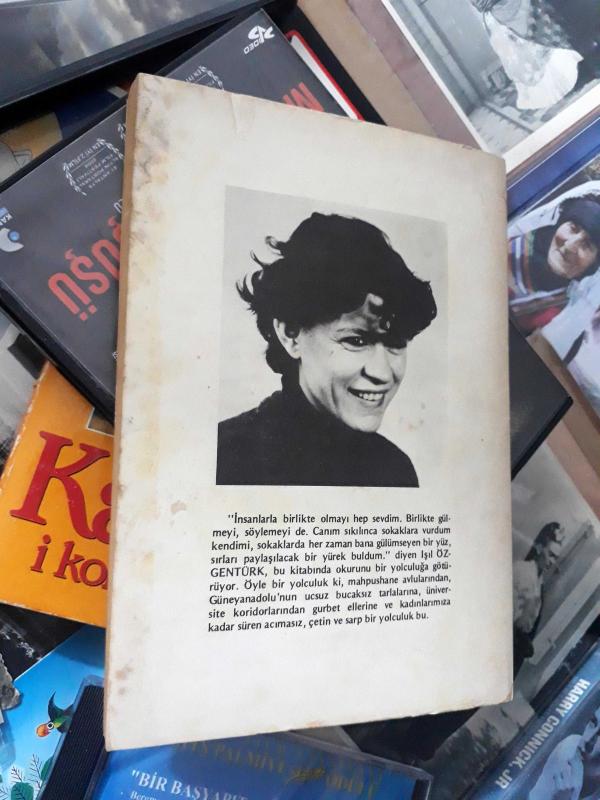 "İnsanlarla birlikte olmayı hep sevdim. Birlikte gül-
meyi, söylemeyi de. Canım sıkılınca sokaklara vurdum
kendimi, sokaklarda her zaman bana gülümseyen bir yüz,
sırları paylaşılacak bir yürek buldum." diyen Işıl ÖZ-
GENTÜRK, bu kitabında okurunu bir yolculuğa götü-
rüyor. Öyle bir yolculuk ki, mahpushane avlularından,
Güneyanadolu'nun ucsuz bucaksız tarlalarına, üniver-
site koridorlarından gurbet ellerine ve kadınlarımıza
kadar süren acımasız, çetin ve sarp bir yolculuk bu.
i ko
"BİR BAŞYAPIT
HARRY CONNICK, JR